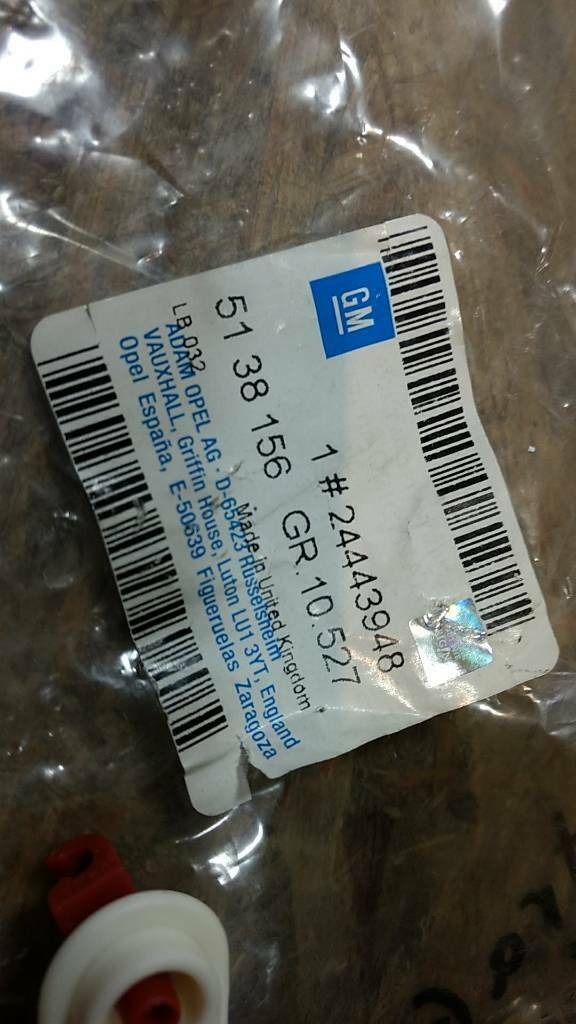 GM
1 # 24443948
51 38 156 GR.10.527
LB 032
Made in United Kingdom
ADAM OPEL AG · D-65423 Rüsselsheim
VAUXHALL, Griffin House, Luton LU1 3YT, England
Opel España, E-50639 Figueruelas Zaragoza